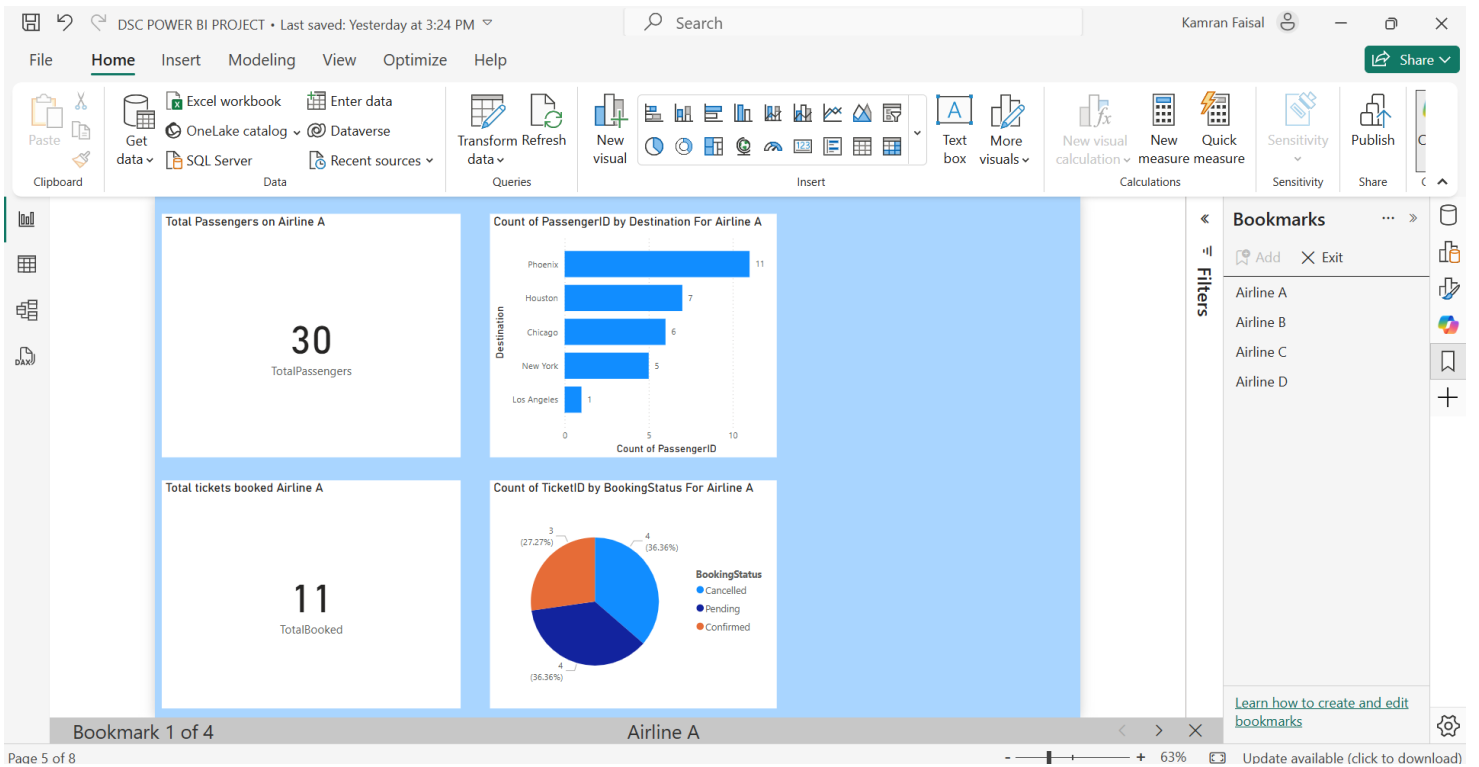 DSC POWER BI PROJECT • Last saved: Yesterday at 3:24 PM
Search
Kamran Faisal
File Home Insert Modeling View Optimize Help
Share
Paste
Clipboard
Get data
Excel workbook
OneLake catalog
SQL Server
Enter data
Dataverse
Recent sources
Data
Transform data
Refresh
Queries
New visual
Text box
More visuals
Insert
New visual calculation
New measure
Quick measure
Calculations
Sensitivity
Sensitivity
Publish
Share
DAX
Total Passengers on Airline A
30
TotalPassengers
Count of PassengerID by Destination For Airline A
Destination
Phoenix 11
Houston 7
Chicago 6
New York 5
Los Angeles 1
0 5 10
Count of PassengerID
Total tickets booked Airline A
11
TotalBooked
Count of TicketID by BookingStatus For Airline A
3
(27.27%)
4
(36.36%)
4
(36.36%)
BookingStatus
Cancelled
Pending
Confirmed
Filters
Bookmarks
Add Exit
Airline A
Airline B
Airline C
Airline D
Learn how to create and edit
bookmarks
Bookmark 1 of 4 Airline A
Page 5 of 8
63%
Update available (click to download)